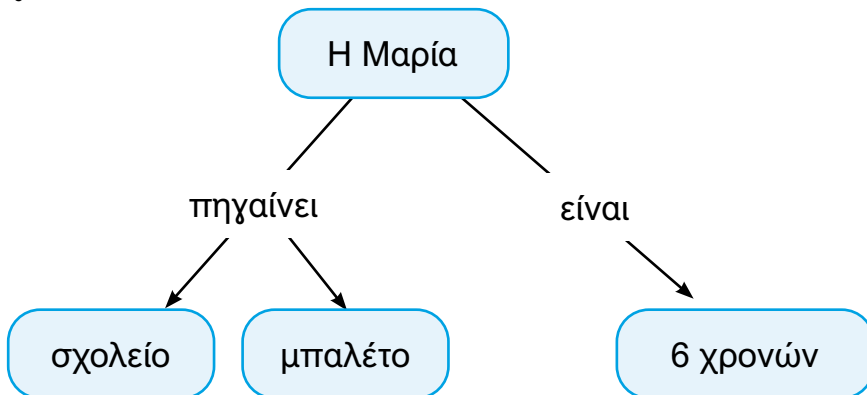 Η Μαρία
πηγαίνει
είναι
σχολείο
μπαλέτο
6 χρονών